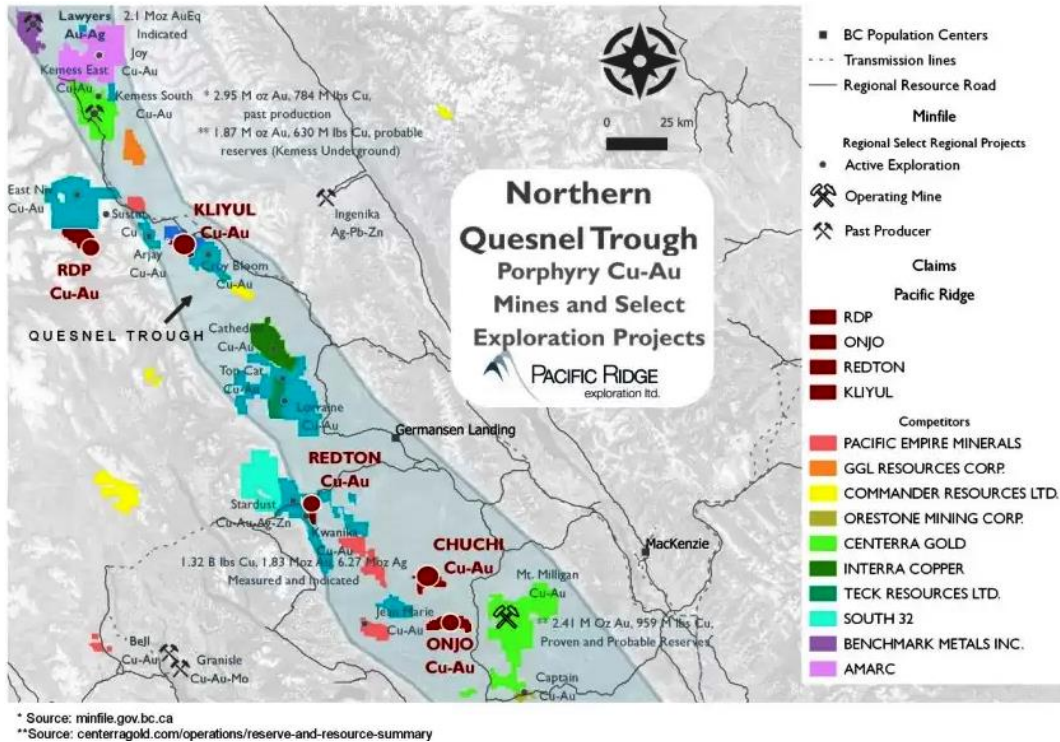 Lawyers
Au-Ag
2.1 Moz AuEq
Indicated
Joy
Cu-Au
Kemess East
Cu-Au
Kemess South
Cu-Au
* 2.95 M oz Au, 784 M lbs Cu,
past production
** 1.87 M oz Au, 630 M lbs Cu, probable
reserves (Kemess Underground)
0 25 km
Northern
Quesnel Trough
Porphyry Cu-Au
Mines and Select
Exploration Projects
PACIFIC RIDGE
exploration ltd.
East Ni
Cu-Au
Sustut
Cu
KLIYUL
Cu-Au
Ingenika
Ag-Pb-Zn
RDP
Cu-Au
Arjay
Cu-Au
Croy Bloom
Cu-Au
QUESNEL TROUGH
Cathedral
Cu-Au
Top Cat
Cu-Au
Lorraine
Cu-Au
Germansen Landing
REDTON
Cu-Au
Stardust
Cu-Au-Ag-Zn
Kwanika
Cu-Au
1.32 B lbs Cu, 1.83 Moz Au, 6.27 Moz Ag
Measured and Indicated
CHUCHI
Cu-Au
MacKenzie
Mt. Milligan
Cu-Au
** 2.41 M Oz Au, 959 M lbs Cu,
Proven and Probable Reserves
Jean Marie
Cu-Au
ONJO
Cu-Au
Bell
Cu-Au
Granisle
Cu-Au-Mo
Captain
Cu-Au
BC Population Centers
Transmission lines
Regional Resource Road
Minfile
Regional Select Regional Projects
Active Exploration
Operating Mine
Past Producer
Claims
Pacific Ridge
RDP
ONJO
REDTON
KLIYUL
Competitors
PACIFIC EMPIRE MINERALS
GGL RESOURCES CORP.
COMMANDER RESOURCES LTD.
ORESTONE MINING CORP.
CENTERRA GOLD
INTERRA COPPER
TECK RESOURCES LTD.
SOUTH 32
BENCHMARK METALS INC.
AMARC
* Source: minfile.gov.bc.ca
**Source: centerragold.com/operations/reserve-and-resource-summary